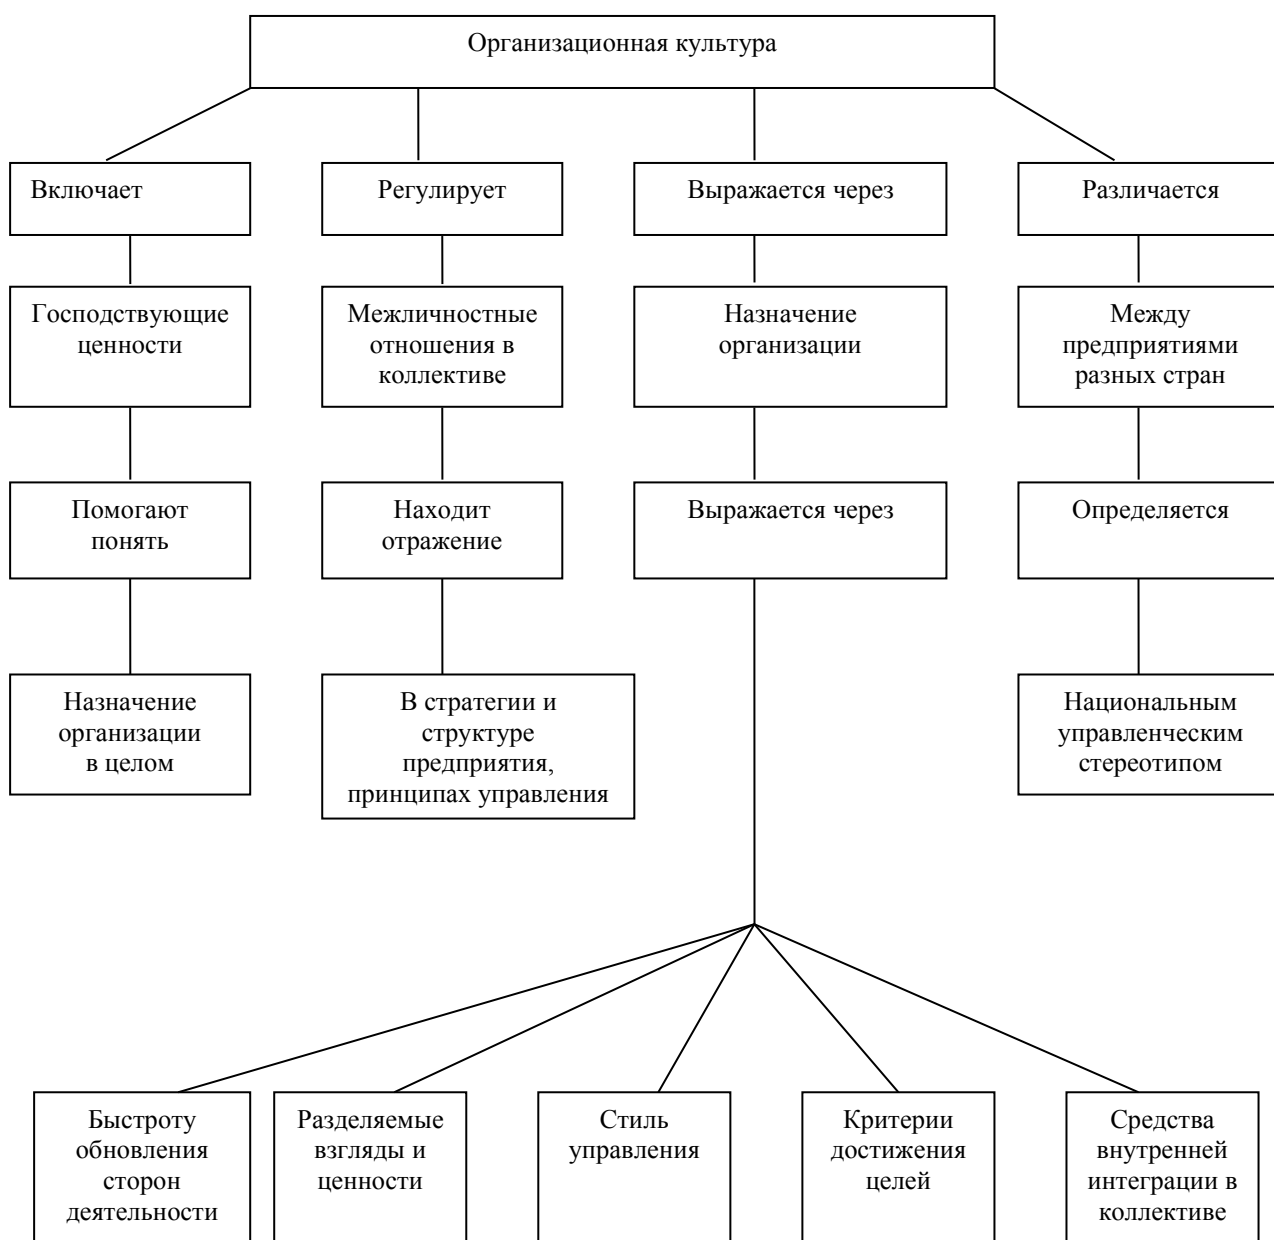 Организационная культура
Включает
Регулирует
Выражается через
Различается
Господствующие
ценности
Межличностные
отношения в
коллективе
Назначение
организации
Между
предприятиями
разных стран
Помогают
понять
Находит
отражение
Выражается через
Определяется
Назначение
организации
в целом
В стратегии и
структуре
предприятия,
принципах управления
Национальным
управленческим
стереотипом
Быстроту
обновления
сторон
деятельности
Разделяемые
взгляды и
ценности
Стиль
управления
Критерии
достижения
целей
Средства
внутренней
интеграции в
коллективе